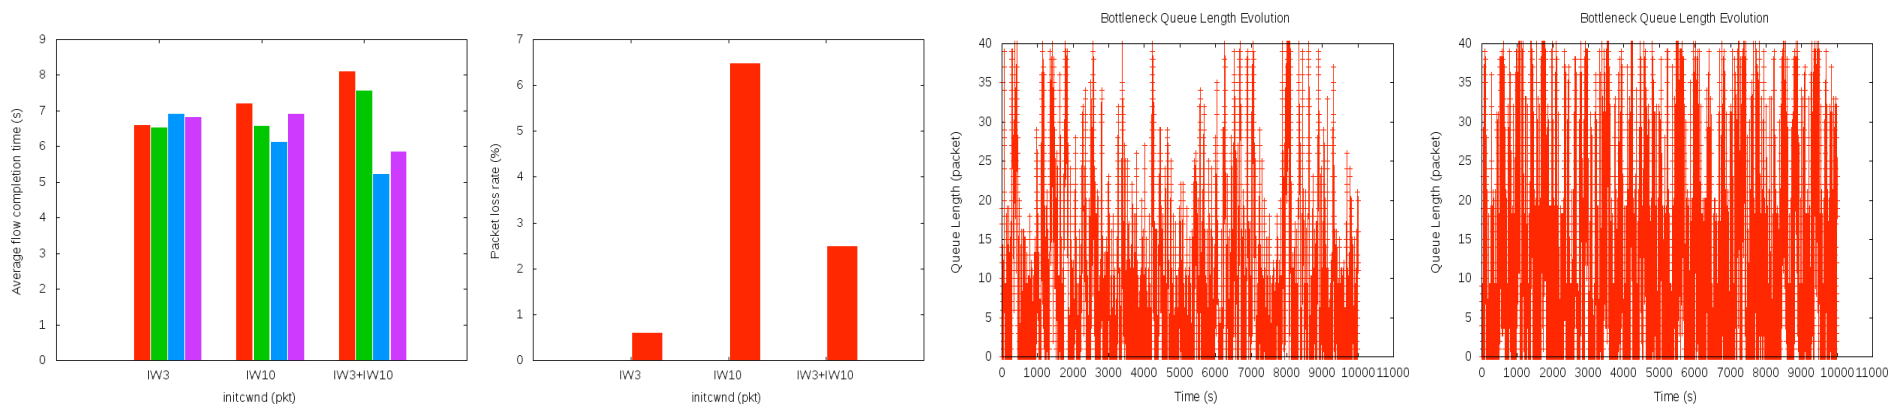 Average flow completion time (s)
9
8
7
6
5
4
3
2
1
0
IW3 IW10 IW3+IW10
initcwnd (pkt)
Packet loss rate (%)
7
6
5
4
3
2
1
0
IW3 IW10 IW3+IW10
initcwnd (pkt)
Bottleneck Queue Length Evolution
Queue Length (packet)
40
35
30
25
20
15
10
5
0
0 1000 2000 3000 4000 5000 6000 7000 8000 9000 10000 11000
Time (s)
Bottleneck Queue Length Evolution
Queue Length (packet)
40
35
30
25
20
15
10
5
0
0 1000 2000 3000 4000 5000 6000 7000 8000 9000 10000 11000
Time (s)